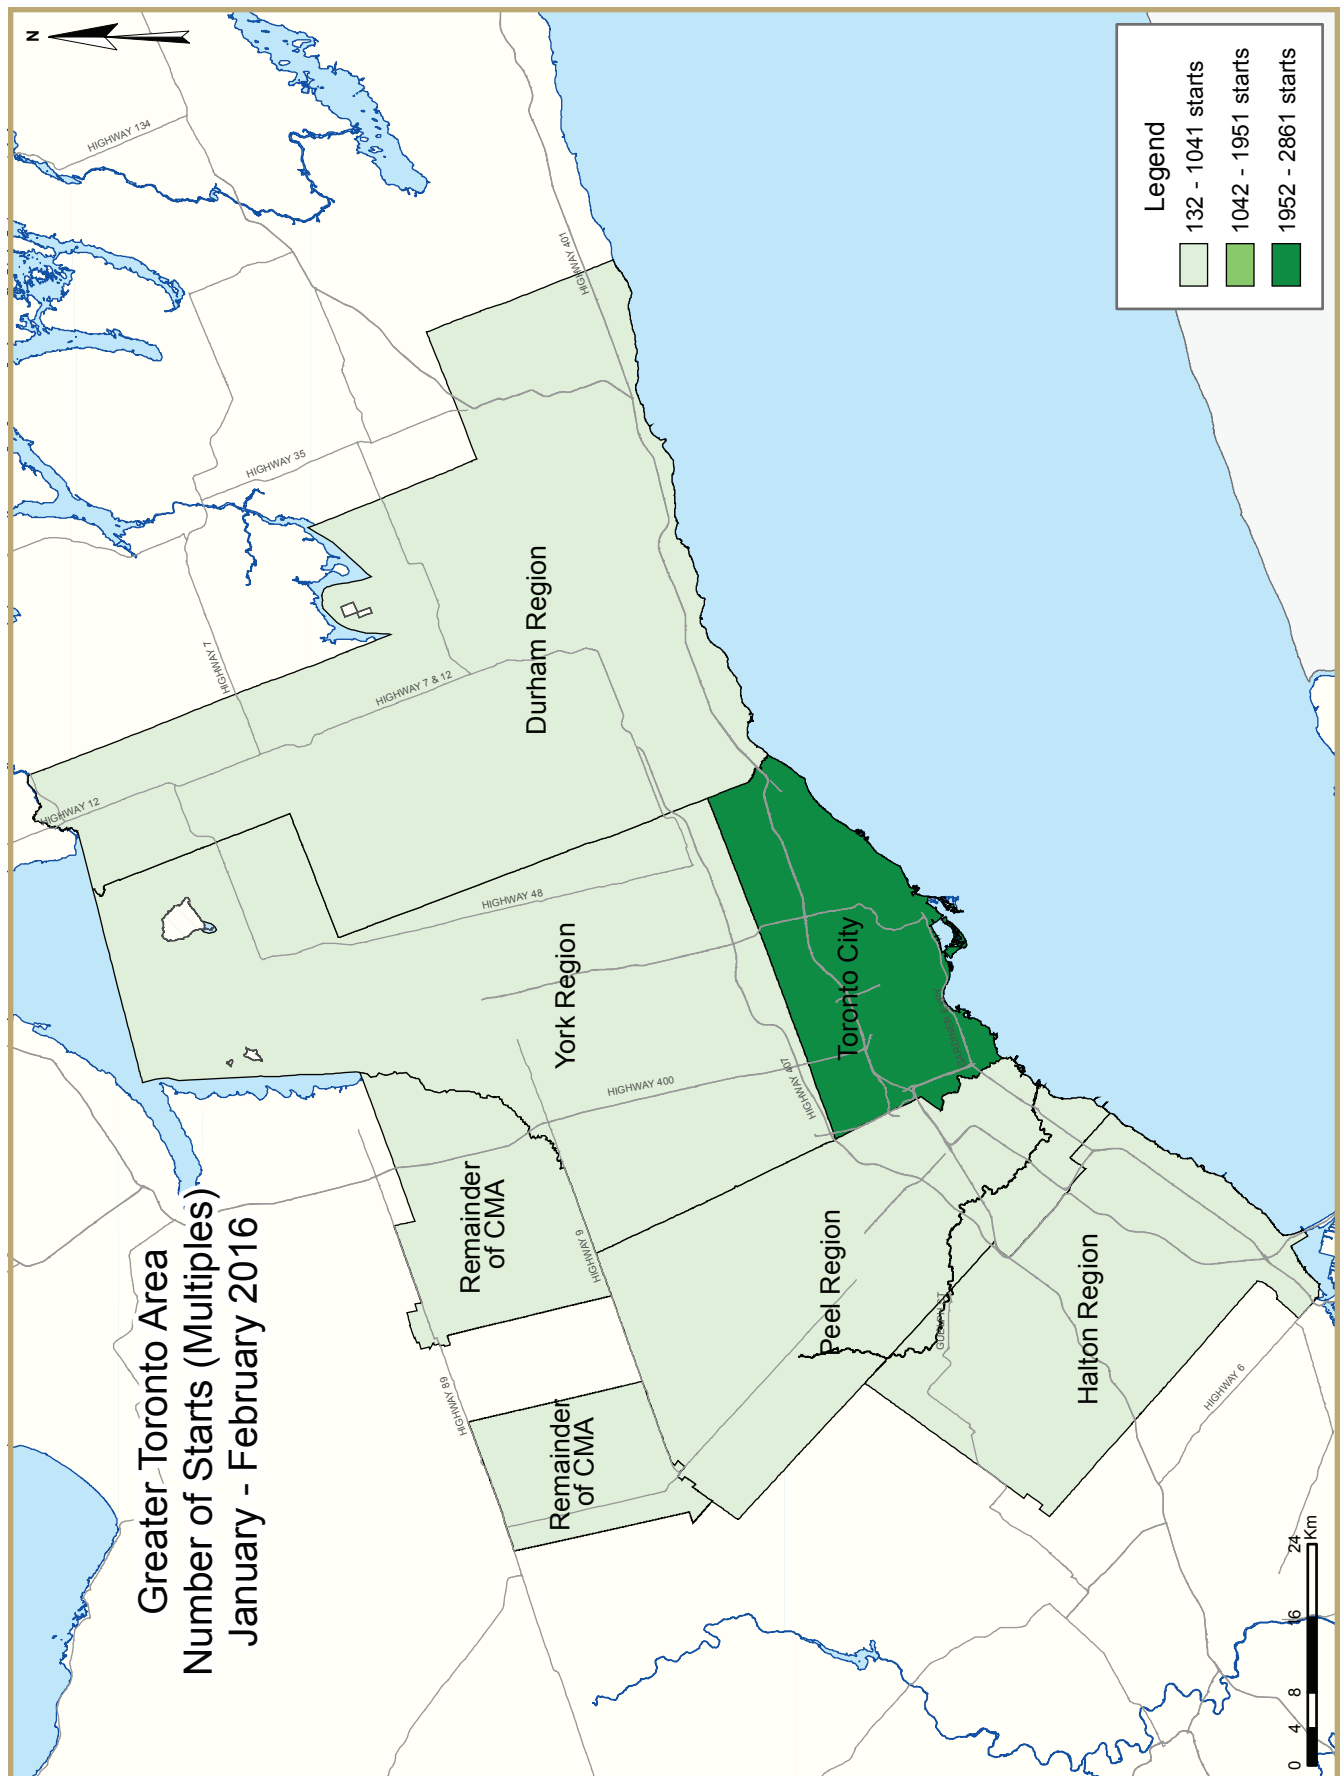 Greater Toronto Area
Number of Starts (Multiples)
January - February 2016
N
HIGHWAY 134
HIGHWAY 401
HIGHWAY 35
HIGHWAY 7
HIGHWAY 7 & 12
HIGHWAY 12
Durham Region
HIGHWAY 48
York Region
HIGHWAY 400
HIGHWAY 407
Toronto City
Remainder
of CMA
HIGHWAY 9
HIGHWAY 89
Remainder
of CMA
Peel Region
Halton Region
HIGHWAY 6
Legend
132 - 1041 starts
1042 - 1951 starts
1952 - 2861 starts
0 4 8 16 24
Km